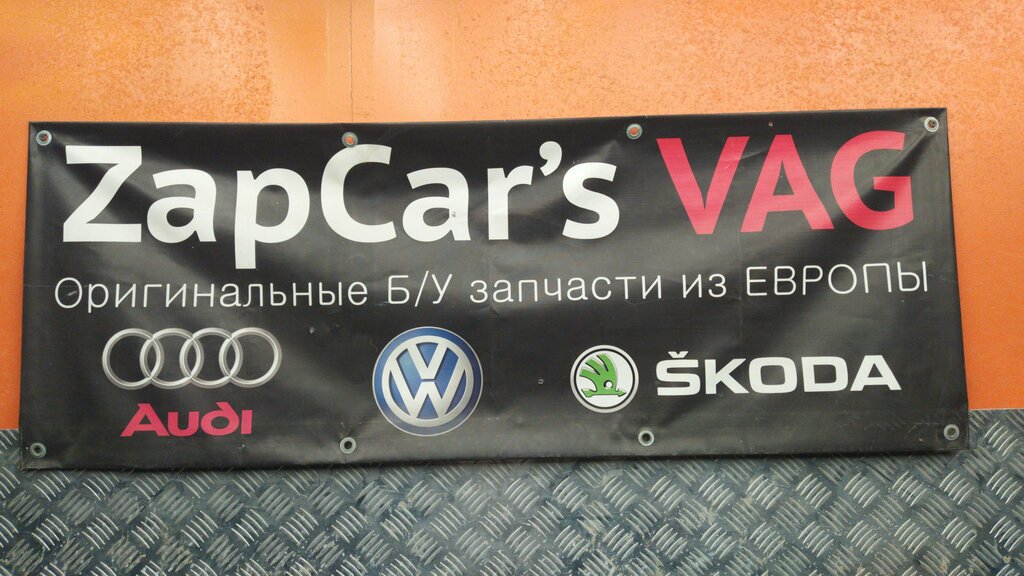 ZapCar's VAG
Оригинальные Б/У запчасти из ЕВРОПЫ
Audi
ŠKODA